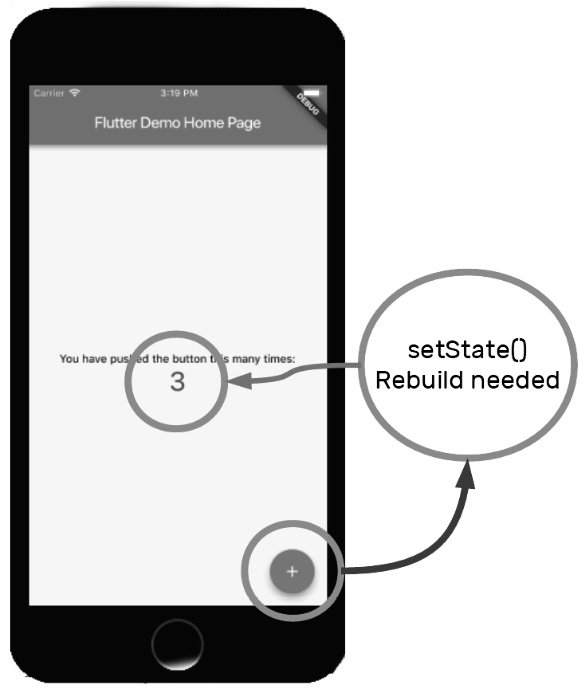 Carrier 3:19 PM
DEBUG
Flutter Demo Home Page
You have pushed the button this many times:
3
setState()
Rebuild needed
+